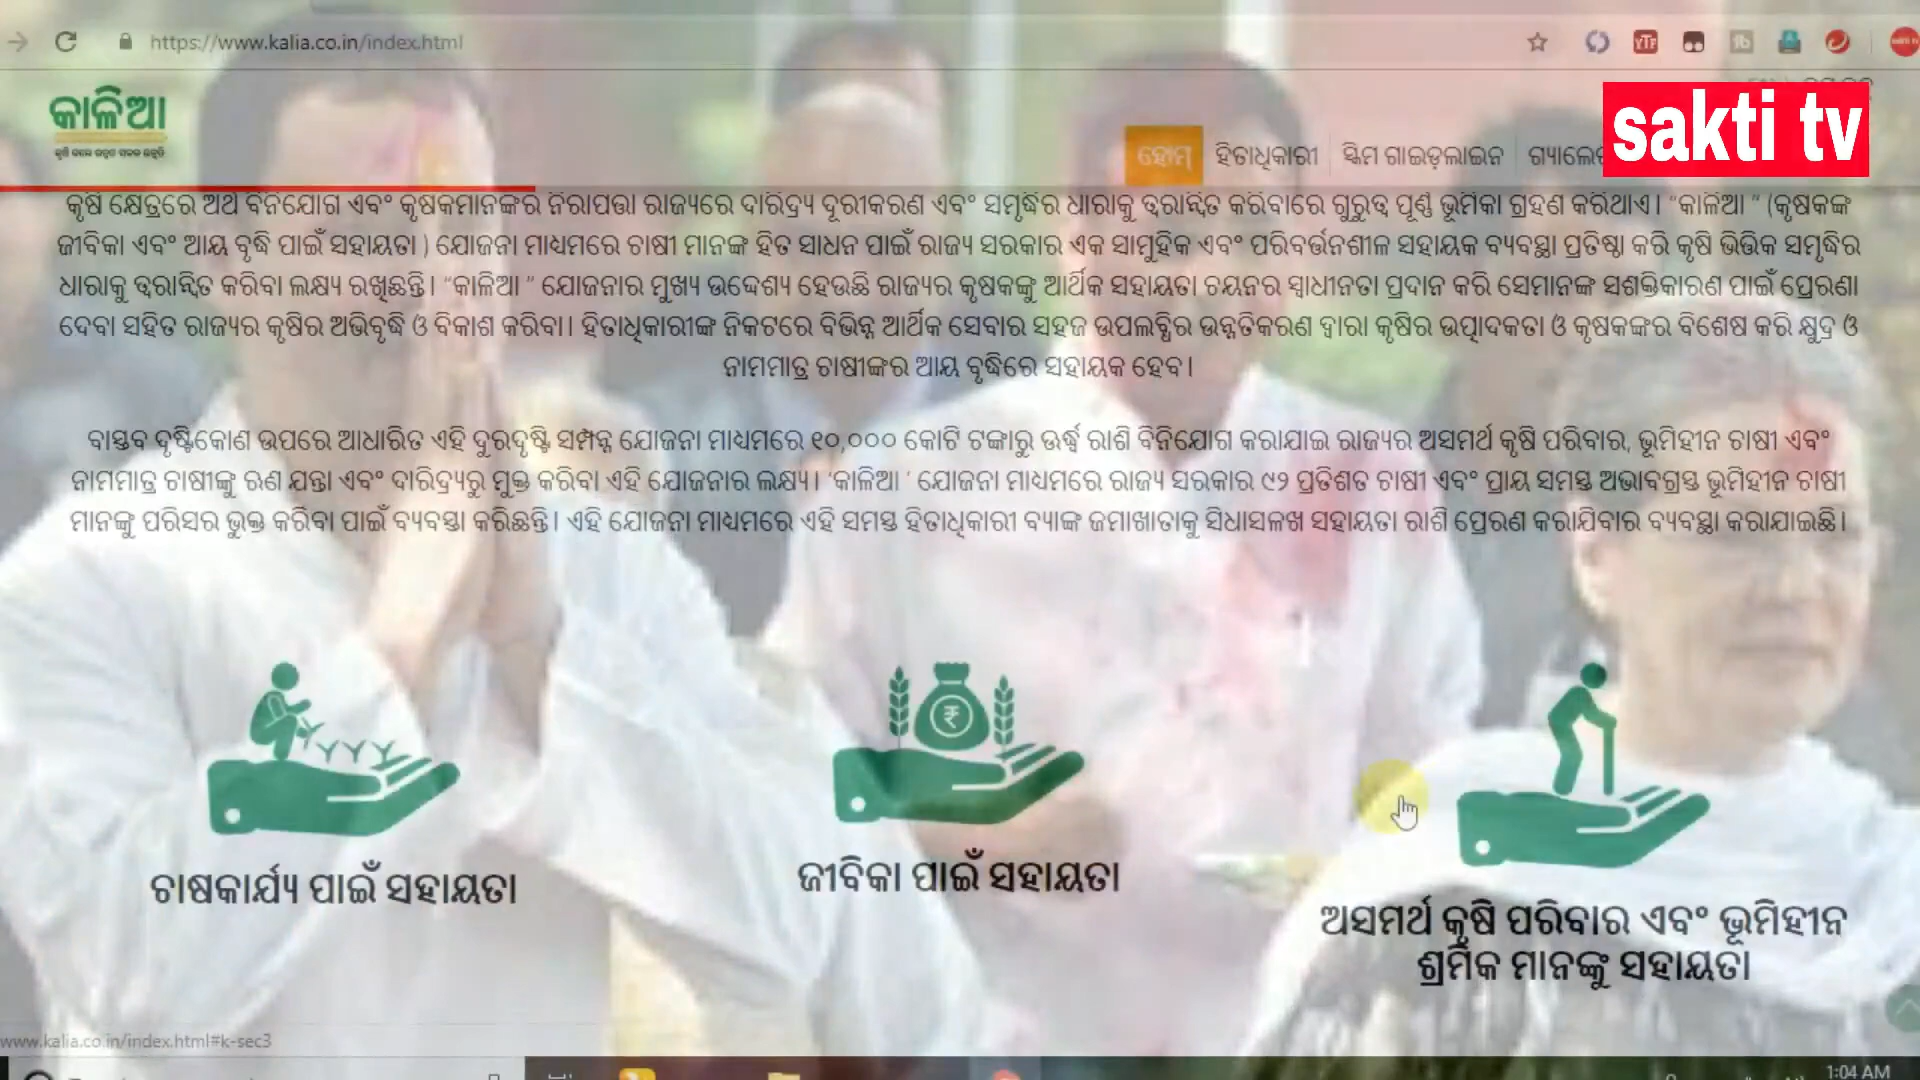 https://www.kalia.co.in/index.html
କାଳିଆ
sakti tv
ହୋମ୍ ହିତାଧିକାରୀ ସ୍କିମ ଗାଇଡ଼ଲାଇନ
କୃଷି କ୍ଷେତ୍ରରେ ଅର୍ଥ ବିନିଯୋଗ ଏବଂ କୃଷକମାନଙ୍କର ନିରାପତ୍ତା ରାଜ୍ୟରେ ଦାରିଦ୍ର୍ୟ ଦୂରୀକରଣ ଏବଂ ସମୃଦ୍ଧିର ଧାରାକୁ ତ୍ୱରାନ୍ୱିତ କରିବାରେ ଗୁରୁତ୍ୱ ପୂର୍ଣ୍ଣ ଭୂମିକା ଗ୍ରହଣ କରିଥାଏ । “କାଳିଆ ” (କୃଷକଙ୍କ
ଜୀବିକା ଏବଂ ଆୟ ବୃଦ୍ଧି ପାଇଁ ସହାୟତା ) ଯୋଜନା ମାଧ୍ୟମରେ ଚାଷୀ ମାନଙ୍କ ହିତ ସାଧନ ପାଇଁ ରାଜ୍ୟ ସରକାର ଏକ ସାମୁହିକ ଏବଂ ପରିବର୍ତ୍ତନଶୀଳ ସହାୟକ ବ୍ୟବସ୍ଥା ପ୍ରତିଷ୍ଠା କରି କୃଷି ଭିତ୍ତିକ ସମୃଦ୍ଧିର
ଧାରାକୁ ତ୍ୱରାନ୍ୱିତ କରିବା ଲକ୍ଷ୍ୟ ରଖିଛନ୍ତି । “କାଳିଆ ” ଯୋଜନାର ମୁଖ୍ୟ ଉଦ୍ଦେଶ୍ୟ ହେଉଛି ରାଜ୍ୟର କୃଷକଙ୍କୁ ଆର୍ଥିକ ସହାୟତା ଚୟନର ସ୍ୱାଧୀନତା ପ୍ରଦାନ କରି ସେମାନଙ୍କ ସଶକ୍ତିକାରଣ ପାଇଁ ପ୍ରେରଣା
ଦେବା ସହିତ ରାଜ୍ୟର କୃଷିର ଅଭିବୃଦ୍ଧି ଓ ବିକାଶ କରିବା । ହିତାଧିକାରୀଙ୍କ ନିକଟରେ ବିଭିନ୍ନ ଆର୍ଥିକ ସେବାର ସହଜ ଉପଲବ୍ଧିର ଉନ୍ନତିକରଣ ଦ୍ୱାରା କୃଷିର ଉତ୍ପାଦକତା ଓ କୃଷକଙ୍କର ବିଶେଷ କରି କ୍ଷୁଦ୍ର ଓ
ନାମମାତ୍ର ଚାଷୀଙ୍କର ଆୟ ବୃଦ୍ଧିରେ ସହାୟକ ହେବ ।
ବାସ୍ତବ ଦୃଷ୍ଟିକୋଣ ଉପରେ ଆଧାରିତ ଏହି ଦୁରଦୃଷ୍ଟି ସମ୍ପନ୍ନ ଯୋଜନା ମାଧ୍ୟମରେ ୧୦,୦୦୦ କୋଟି ଟଙ୍କାରୁ ଉର୍ଦ୍ଧ୍ୱ ରାଶି ବିନିଯୋଗ କରାଯାଇ ରାଜ୍ୟର ଅସମର୍ଥ କୃଷି ପରିବାର, ଭୂମିହୀନ ଚାଷୀ ଏବଂ
ନାମମାତ୍ର ଚାଷୀଙ୍କୁ ଋଣ ଯନ୍ତା ଏବଂ ଦାରିଦ୍ର୍ୟରୁ ମୁକ୍ତ କରିବା ଏହି ଯୋଜନାର ଲକ୍ଷ୍ୟ । ‘କାଳିଆ ’ ଯୋଜନା ମାଧ୍ୟମରେ ରାଜ୍ୟ ସରକାର ୯୨ ପ୍ରତିଶତ ଚାଷୀ ଏବଂ ପ୍ରାୟ ସମସ୍ତ ଅଭାବଗ୍ରସ୍ତ ଭୂମିହୀନ ଚାଷୀ
ମାନଙ୍କୁ ପରିସର ଭୁକ୍ତ କରିବା ପାଇଁ ବ୍ୟବସ୍ତା କରିଛନ୍ତି । ଏହି ଯୋଜନା ମାଧ୍ୟମରେ ଏହି ସମସ୍ତ ହିତାଧିକାରୀ ବ୍ୟାଙ୍କ ଜମାଖାତାକୁ ସିଧାସଳଖ ସହାୟତା ରାଶି ପ୍ରେରଣ କରାଯିବାର ବ୍ୟବସ୍ଥା କରାଯାଇଛି ।
ଚାଷକାର୍ଯ୍ୟ ପାଇଁ ସହାୟତା
ଜୀବିକା ପାଇଁ ସହାୟତା
ଅସମର୍ଥ କୃଷି ପରିବାର ଏବଂ ଭୂମିହୀନ
ଶ୍ରମିକ ମାନଙ୍କୁ ସହାୟତା
www.kalia.co.in/index.html#k-sec3
1:04 AM